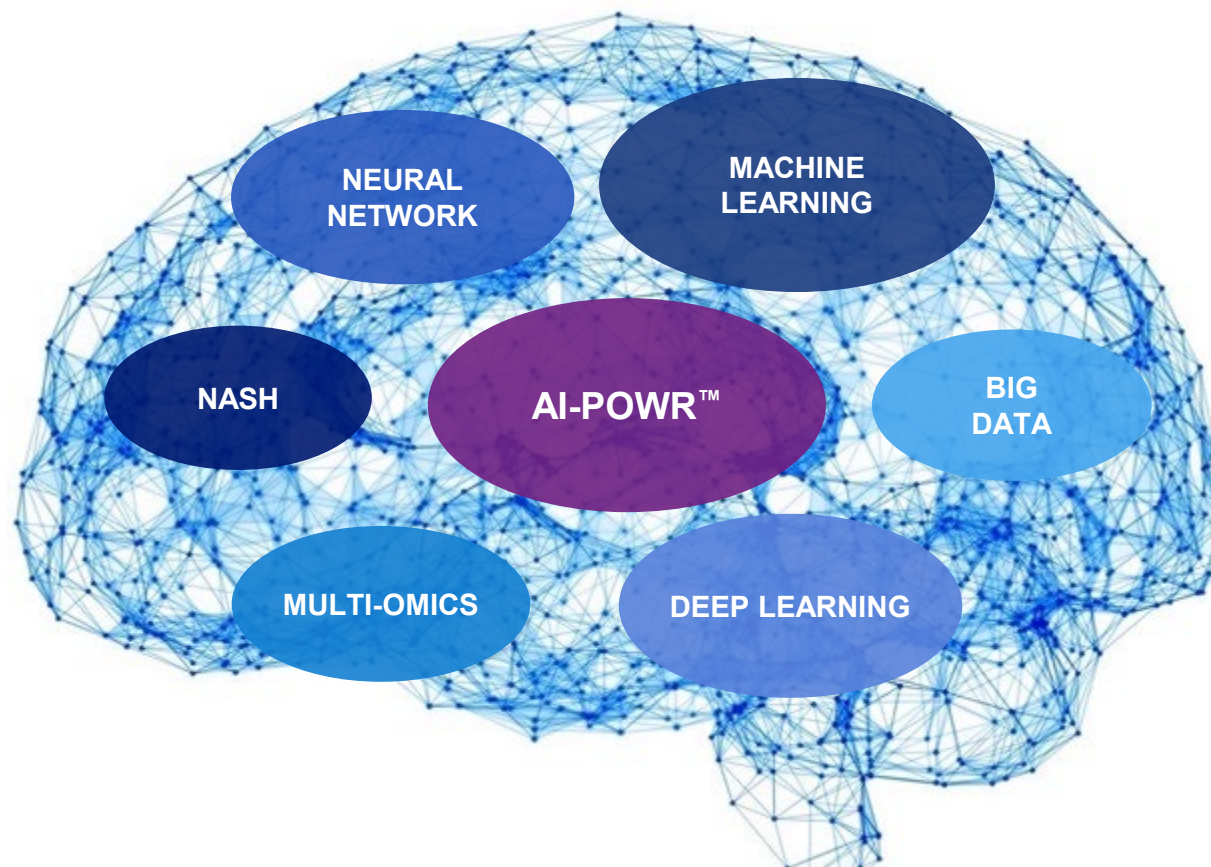 NEURAL
NETWORK
MACHINE
LEARNING
NASH
AI-POWR™
BIG
DATA
MULTI-OMICS
DEEP LEARNING